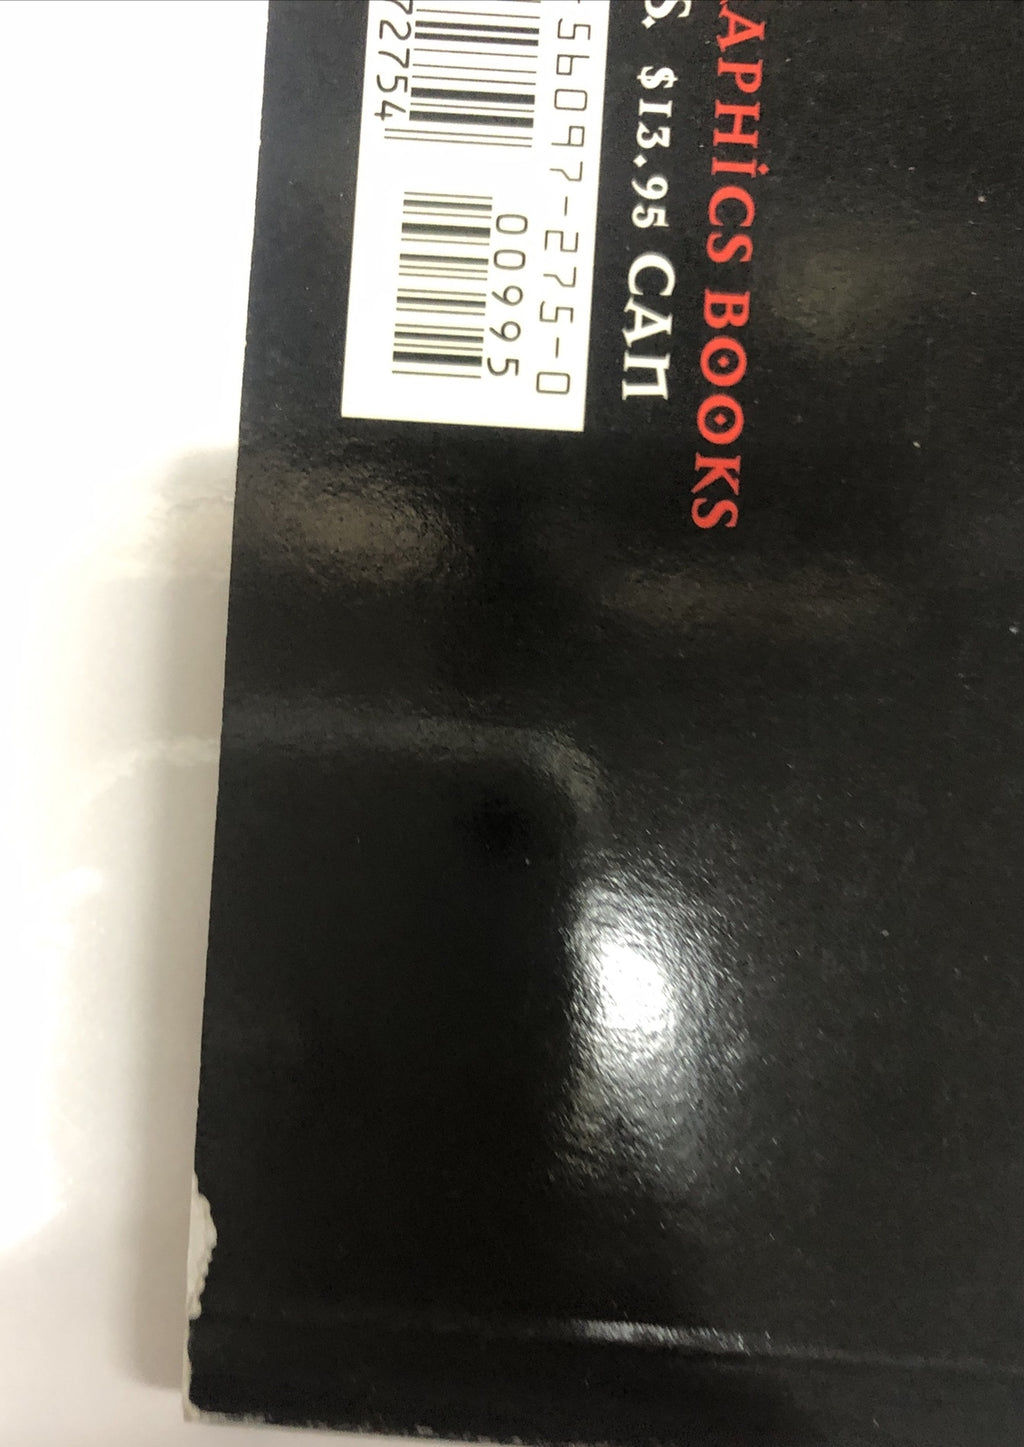 APHICS BOOKS
S. $13.95 CAN
56097-275-0
00995
72754